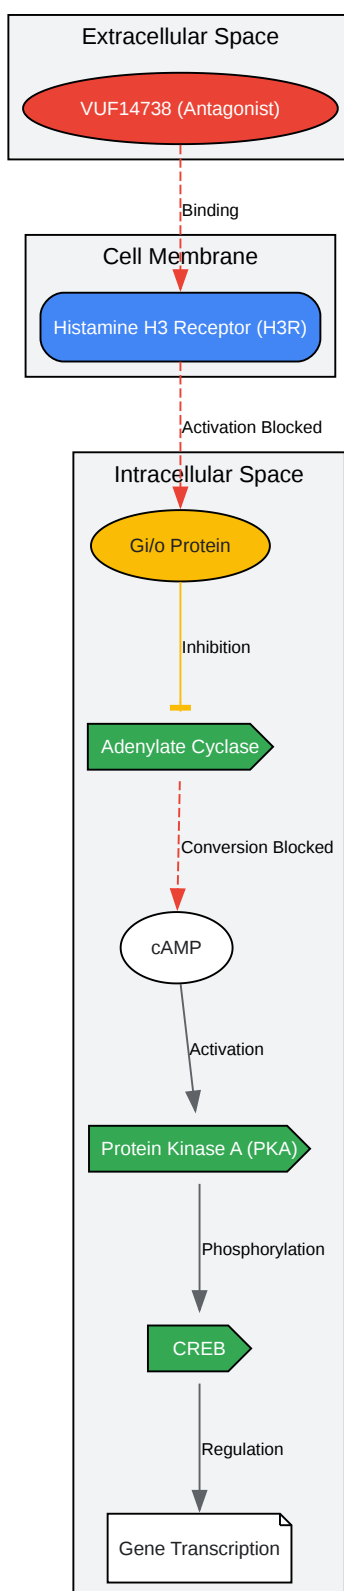 Extracellular Space
VUF14738 (Antagonist)
Binding
Cell Membrane
Histamine H3 Receptor (H3R)
Activation Blocked
Intracellular Space
Gi/o Protein
Inhibition
Adenylate Cyclase
Conversion Blocked
cAMP
Activation
Protein Kinase A (PKA)
Phosphorylation
CREB
Regulation
Gene Transcription